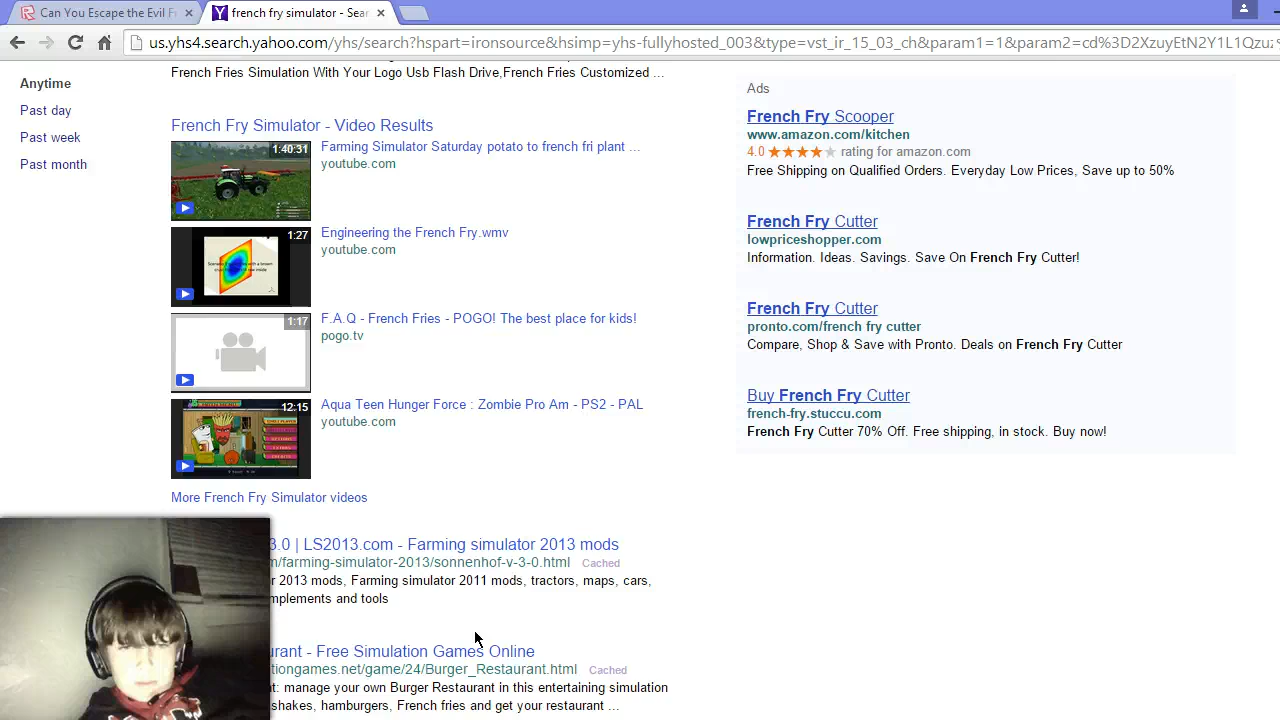 Can You Escape the Evil F
french fry simulator - Sear
us.yhs4.search.yahoo.com/yhs/search?hspart=ironsource&hsimp=yhs-fullyhosted_003&type=vst_ir_15_03_ch&param1=1&param2=cd%3D2XzuyEtN2Y1L1Qzuz
French Fries Simulation With Your Logo Usb Flash Drive,French Fries Customized ...
Anytime
Past day
Past week
Past month
French Fry Simulator - Video Results
1:40:31
Farming Simulator Saturday potato to french fri plant ...
youtube.com
1:27
Engineering the French Fry.wmv
youtube.com
1:17
F.A.Q - French Fries - POGO! The best place for kids!
pogo.tv
12:15
Aqua Teen Hunger Force : Zombie Pro Am - PS2 - PAL
youtube.com
More French Fry Simulator videos
3.0 | LS2013.com - Farming simulator 2013 mods
m/farming-simulator-2013/sonnenhof-v-3-0.html Cached
r 2013 mods, Farming simulator 2011 mods, tractors, maps, cars,
mplements and tools
urant - Free Simulation Games Online
tiongames.net/game/24/Burger_Restaurant.html Cached
nt: manage your own Burger Restaurant in this entertaining simulation
shakes, hamburgers, French fries and get your restaurant ...
Ads
French Fry Scooper
www.amazon.com/kitchen
4.0 ★★★★★ rating for amazon.com
Free Shipping on Qualified Orders. Everyday Low Prices, Save up to 50%
French Fry Cutter
lowpriceshopper.com
Information. Ideas. Savings. Save On French Fry Cutter!
French Fry Cutter
pronto.com/french fry cutter
Compare, Shop & Save with Pronto. Deals on French Fry Cutter
Buy French Fry Cutter
french-fry.stuccu.com
French Fry Cutter 70% Off. Free shipping, in stock. Buy now!